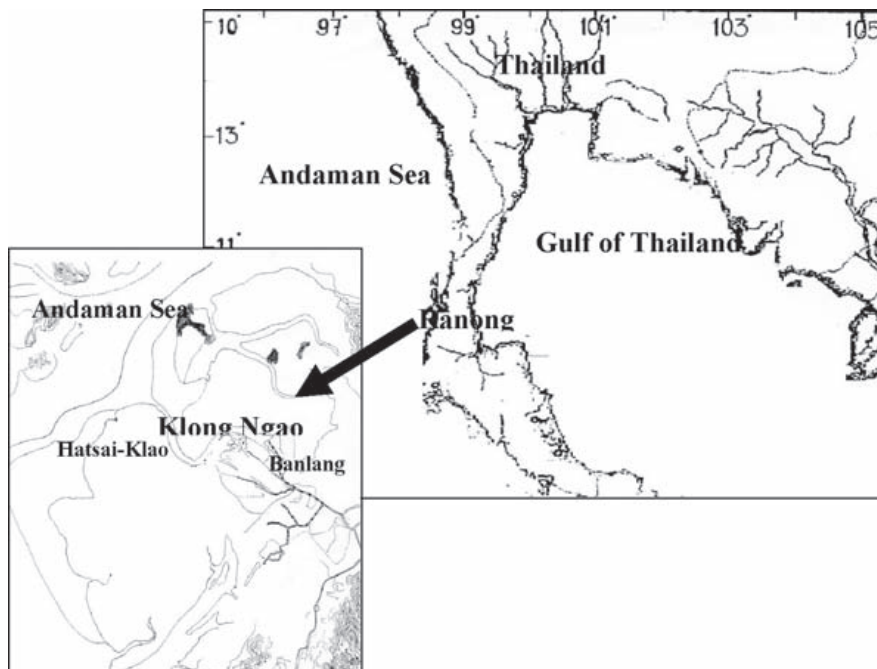 10° 97° 99° 101° 103° 105
Thailand
13°
Andaman Sea
11°
Gulf of Thailand
Ranong
Andaman Sea
Klong Ngao
Hatsai-Klao
Banlang